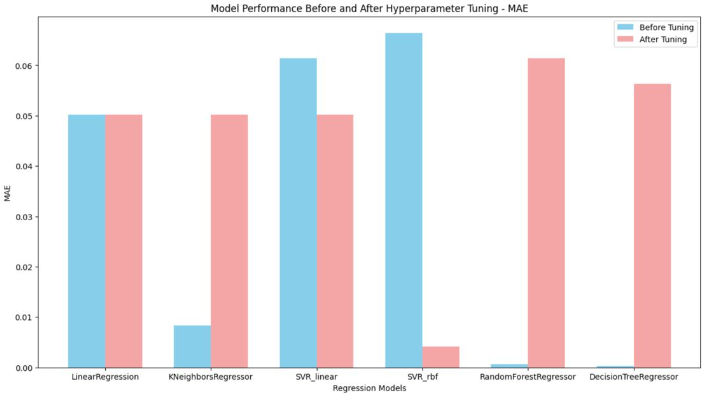 Model Performance Before and After Hyperparameter Tuning - MAE
Before Tuning
After Tuning
0.06
0.05
0.04
0.03
0.02
0.01
0.00
MAE
LinearRegression KNeighborsRegressor SVR_linear SVR_rbf RandomForestRegressor DecisionTreeRegressor
Regression Models